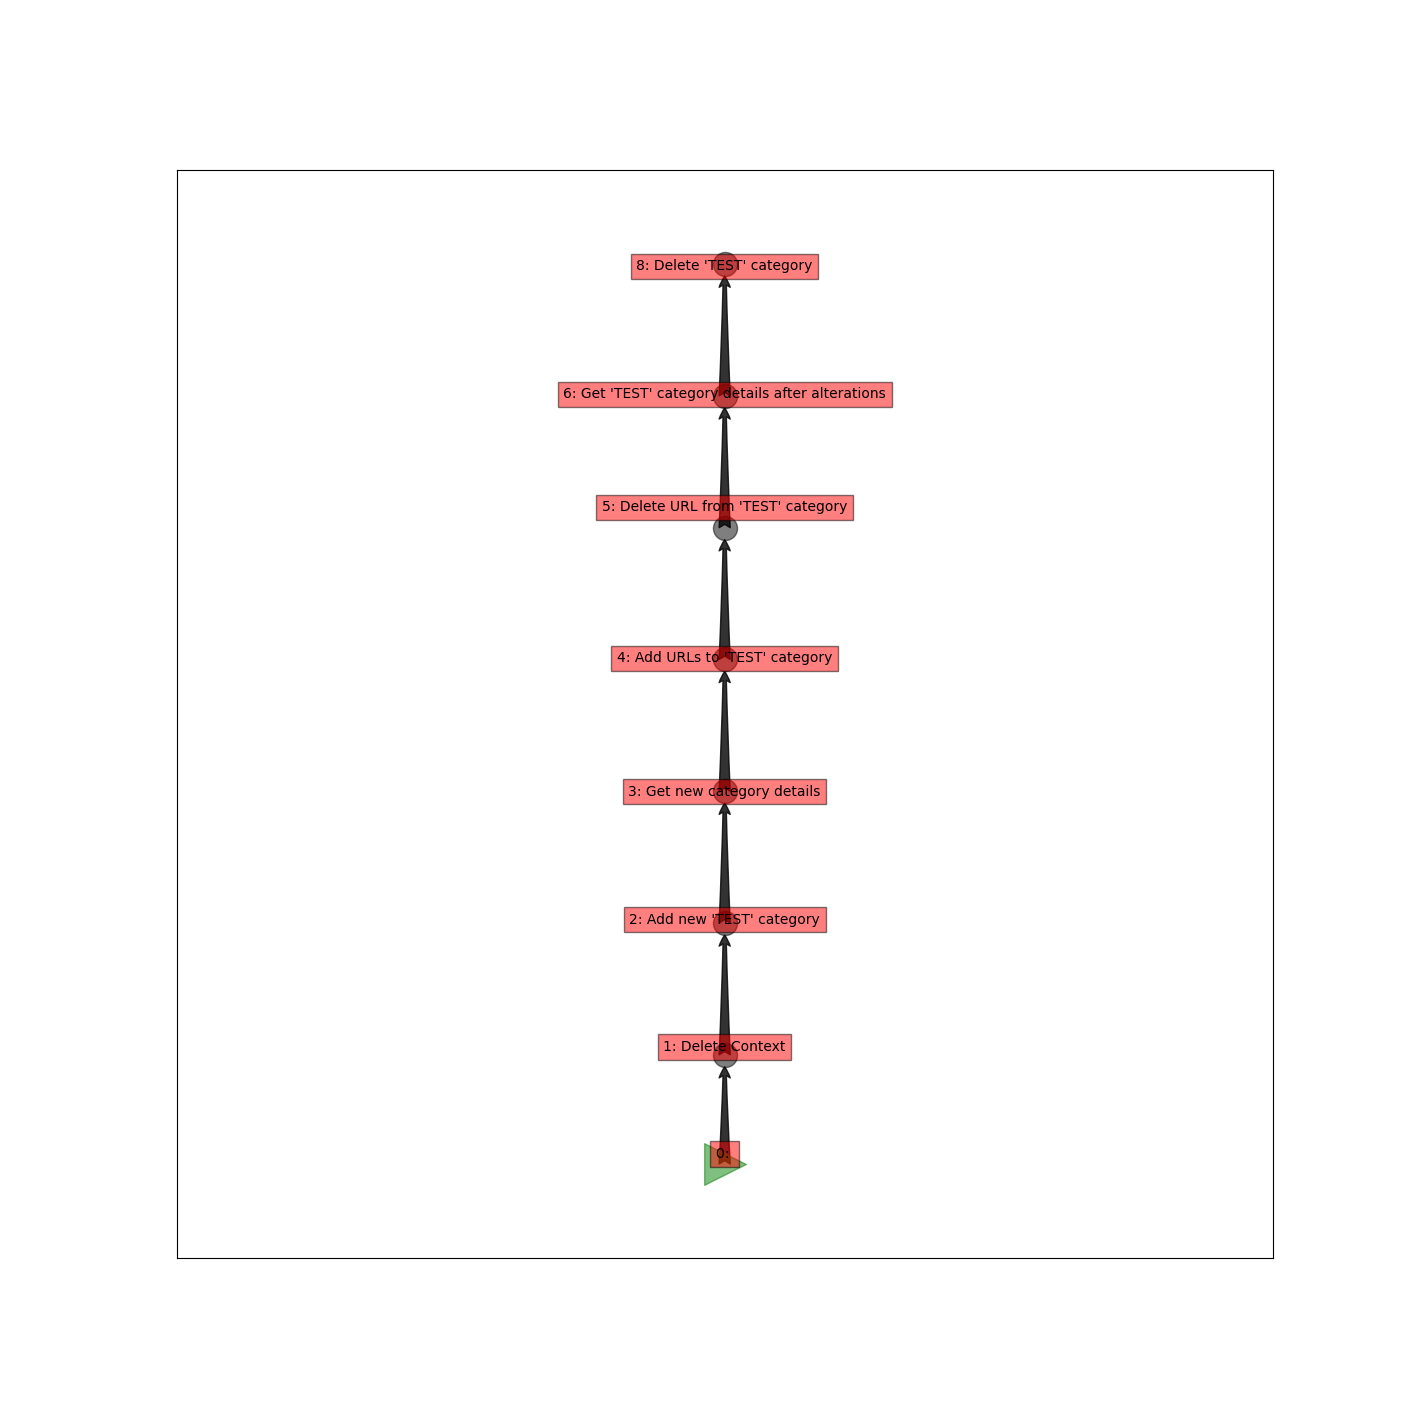 8: Delete 'TEST' category
6: Get 'TEST' category details after alterations
5: Delete URL from 'TEST' category
4: Add URLs to 'TEST' category
3: Get new category details
2: Add new 'TEST' category
1: Delete Context
0: